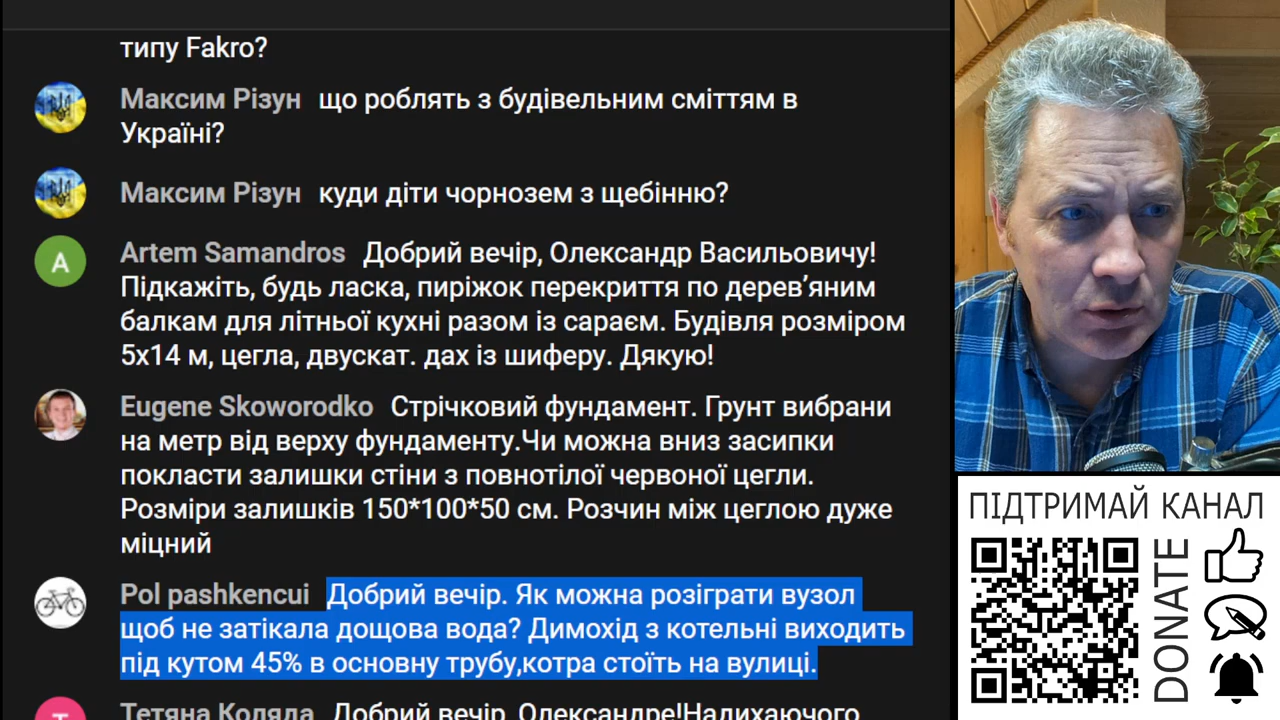 типу Fakro?
Максим Різун що роблять з будівельним сміттям в
Україні?
Максим Різун куди діти чорнозем з щебінню?
A
Artem Samandros Добрий вечір, Олександр Васильовичу!
Підкажіть, будь ласка, пиріжок перекриття по дерев’яним
балкам для літньої кухні разом із сараєм. Будівля розміром
5х14 м, цегла, двускат. дах із шиферу. Дякую!
Eugene Skoworodko Стрічковий фундамент. Грунт вибрани
на метр від верху фундаменту.Чи можна вниз засипки
покласти залишки стіни з повнотілої червоної цегли.
Розміри залишків 150*100*50 см. Розчин між цеглою дуже
міцний
Pol pashkencui Добрий вечір. Як можна розіграти вузол
щоб не затікала дощова вода? Димохід з котельні виходить
під кутом 45% в основну трубу,котра стоїть на вулиці.
Т
Тетяна Коляда Добрий вечір, Олександре!Надихаючого
ПІДТРИМАЙ КАНАЛ
DONATE